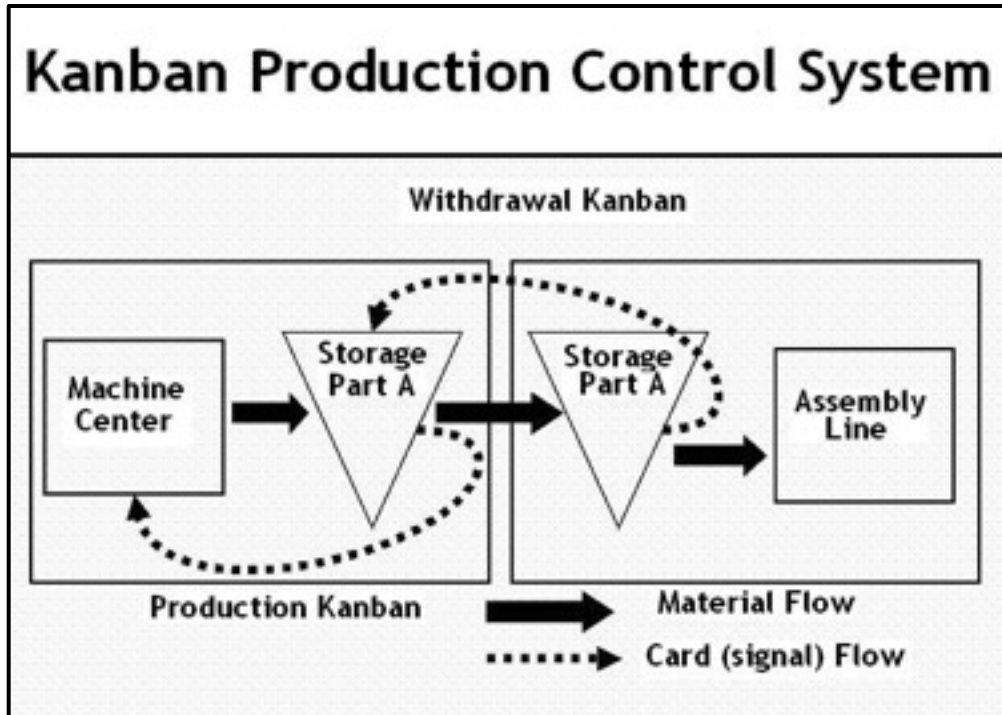 Kanban Production Control System
Withdrawal Kanban
Machine
Center
Storage
Part A
Storage
Part A
Assembly
Line
Production Kanban
Material Flow
Card (signal) Flow